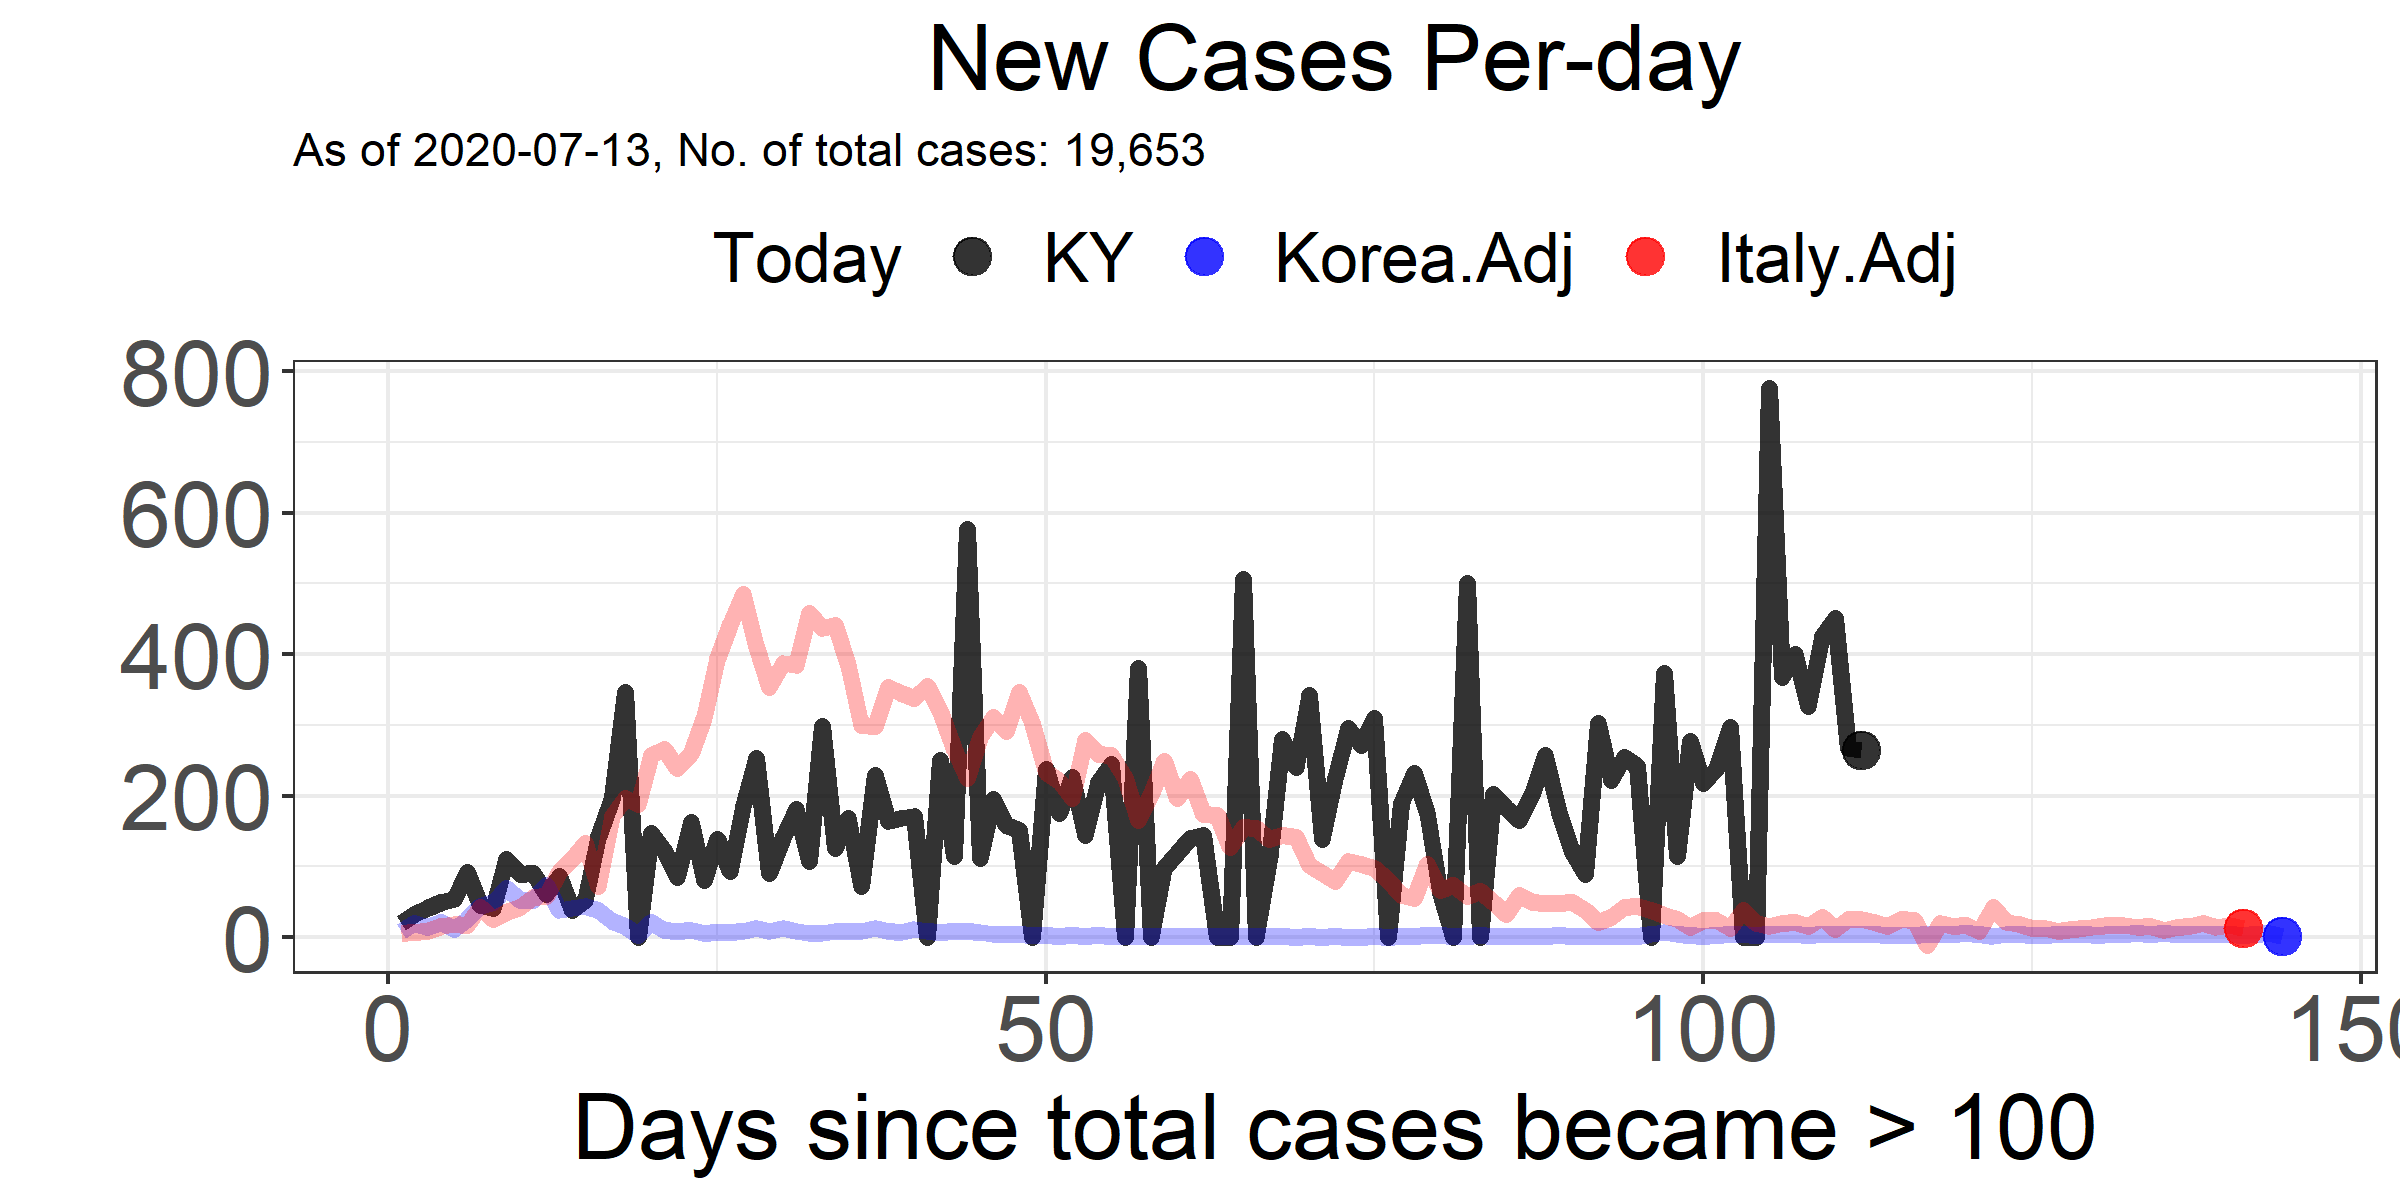 New Cases Per-day
As of 2020-07-13, No. of total cases: 19,653
Today KY Korea.Adj Italy.Adj
800
600
400
200
0
0 50 100 150
Days since total cases became > 100